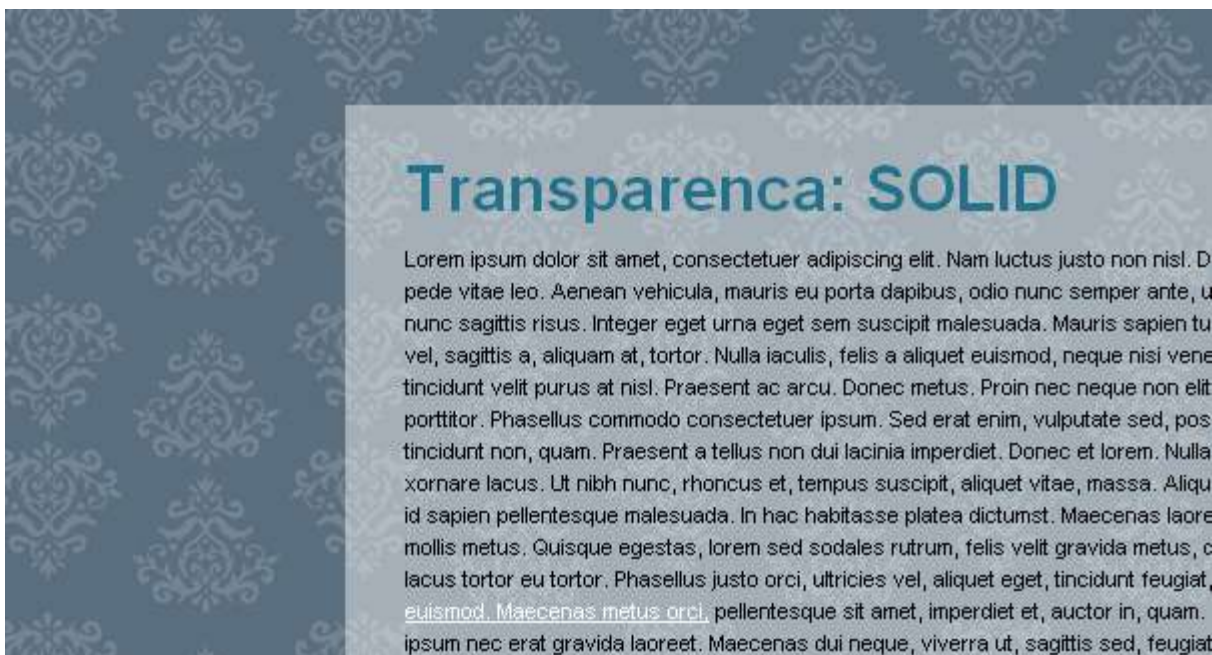 Transparenca: SOLID
Lorem ipsum dolor sit amet, consectetuer adipiscing elit. Nam luctus justo non nisl. D
pede vitae leo. Aenean vehicula, mauris eu porta dapibus, odio nunc semper ante, u
nunc sagittis risus. Integer eget urna eget sem suscipit malesuada. Mauris sapien tu
vel, sagittis a, aliquam at, tortor. Nulla iaculis, felis a aliquet euismod, neque nisi vene
tincidunt velit purus at nisl. Praesent ac arcu. Donec metus. Proin nec neque non elit
porttitor. Phasellus commodo consectetuer ipsum. Sed erat enim, vulputate sed, pos
tincidunt non, quam. Praesent a tellus non dui lacinia imperdiet. Donec et lorem. Nulla
xornare lacus. Ut nibh nunc, rhoncus et, tempus suscipit, aliquet vitae, massa. Aliqu
id sapien pellentesque malesuada. In hac habitasse platea dictumst. Maecenas laore
mollis metus. Quisque egestas, lorem sed sodales rutrum, felis velit gravida metus, c
lacus tortor eu tortor. Phasellus justo orci, ultricies vel, aliquet eget, tincidunt feugiat,
euismod. Maecenas metus orci, pellentesque sit amet, imperdiet et, auctor in, quam.
ipsum nec erat gravida laoreet. Maecenas dui neque, viverra ut, sagittis sed, feugiat